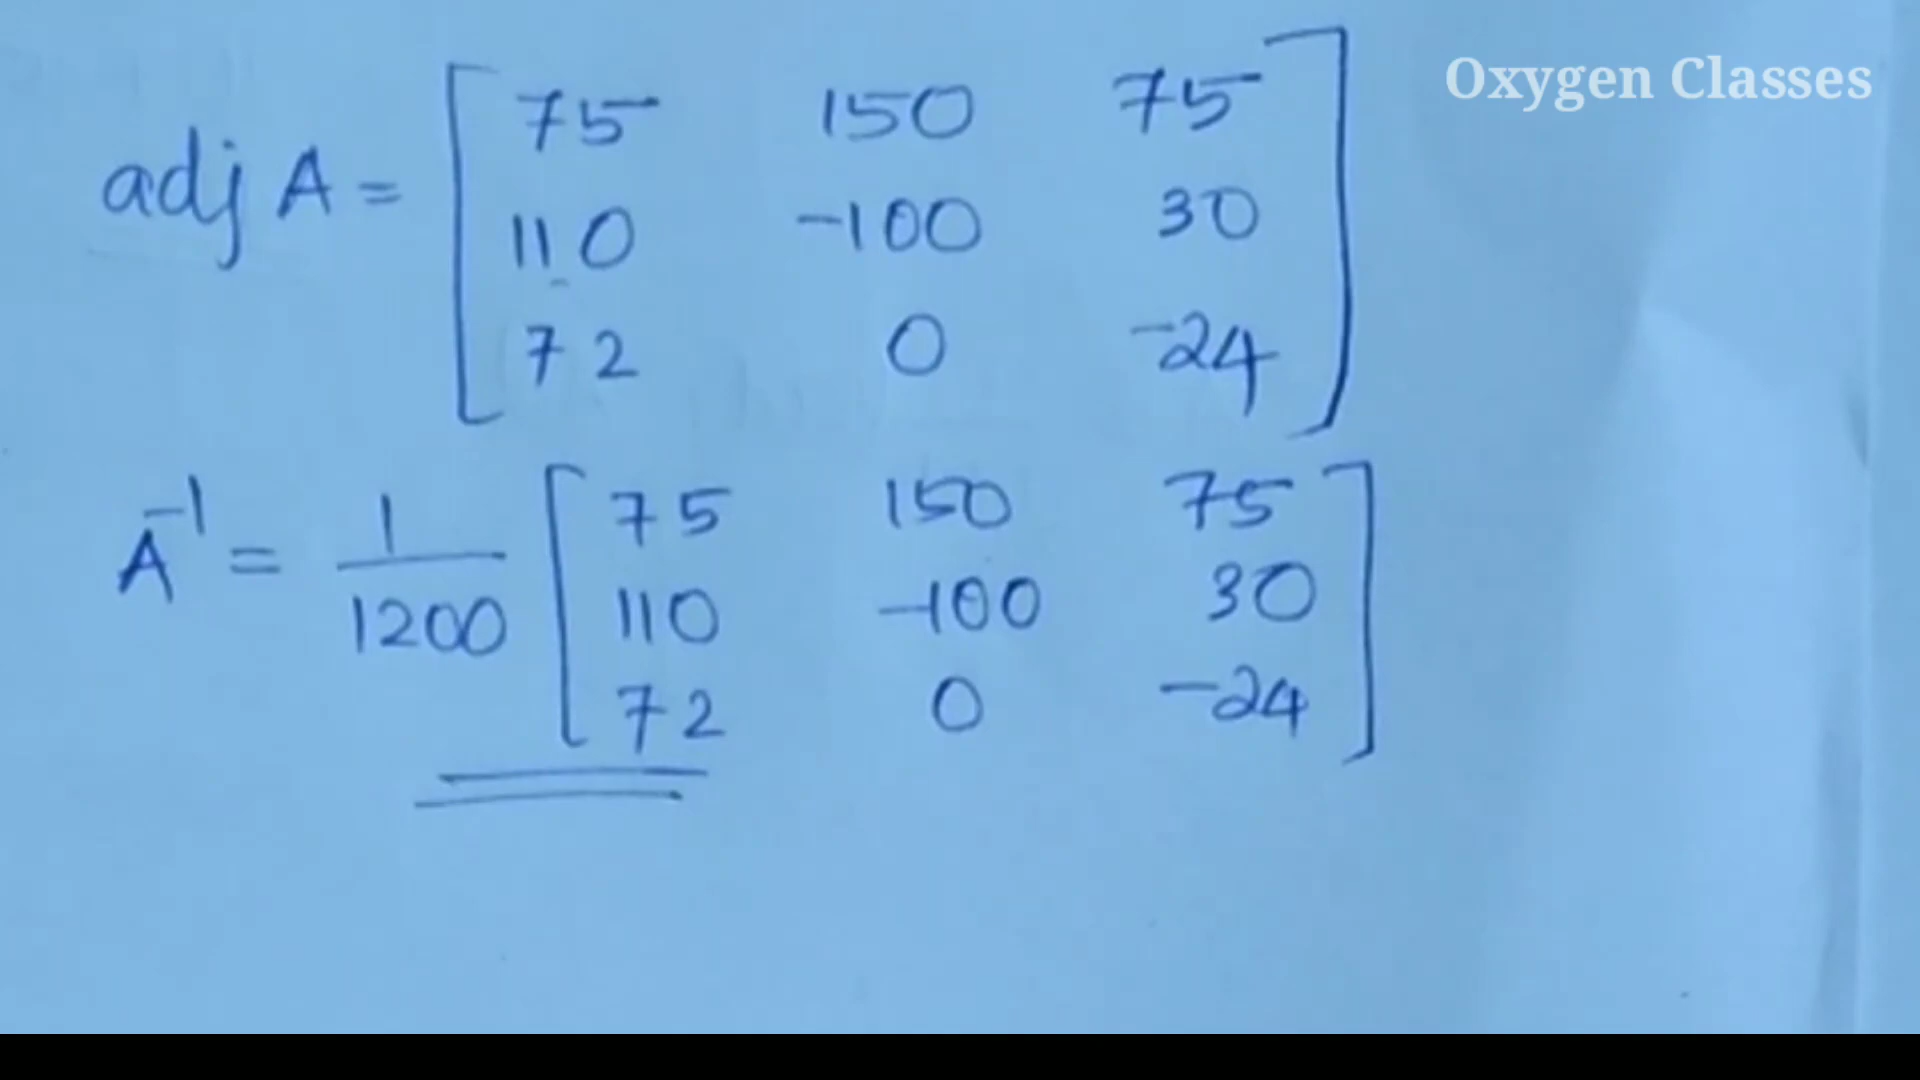 Oxygen Classes
adj A = [ 75 150 75
110 -100 30
72 0 -24 ]
A⁻¹ = 1/1200 [ 75 150 75
110 -100 30
72 0 -24 ]